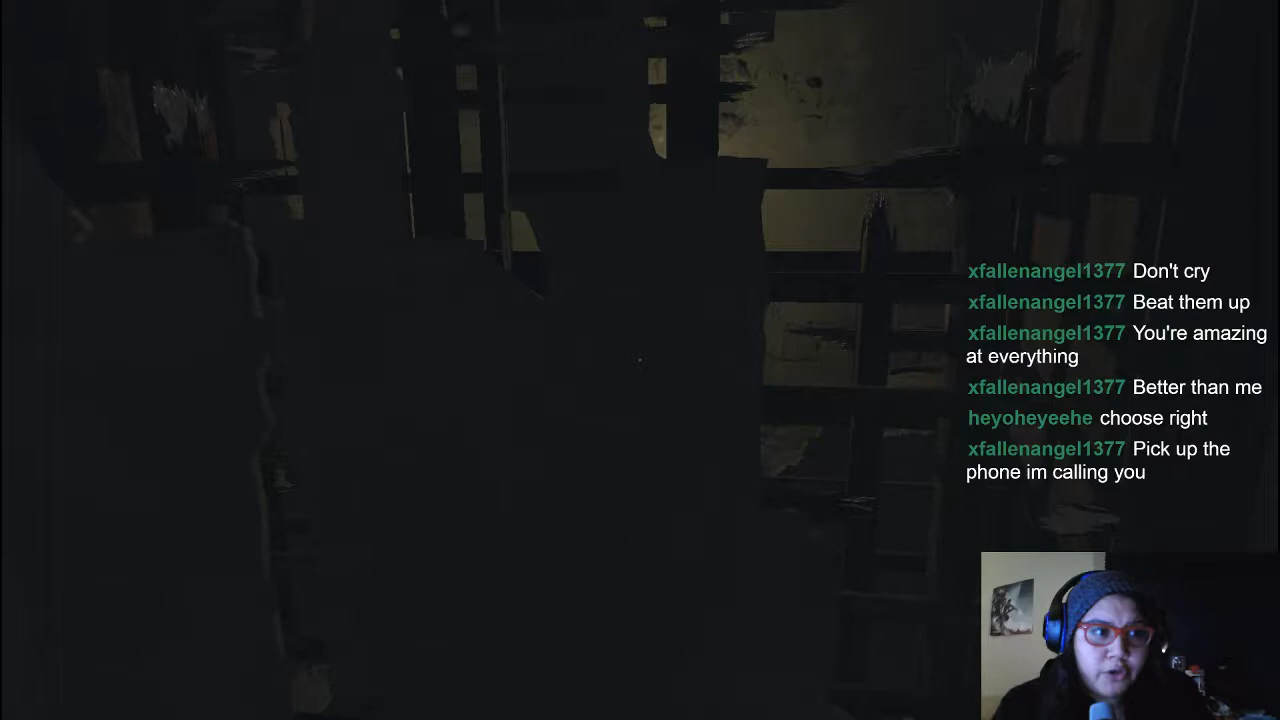 xfallenangel1377 Don't cry
xfallenangel1377 Beat them up
xfallenangel1377 You're amazing
at everything
xfallenangel1377 Better than me
heyoheyeehe choose right
xfallenangel1377 Pick up the
phone im calling you